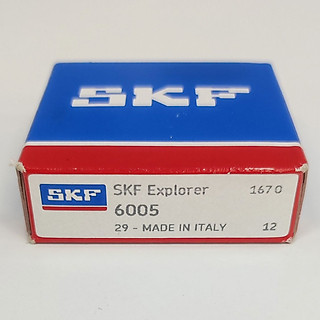 SKF
SKF SKF Explorer 1670
6005
29 - MADE IN ITALY 12